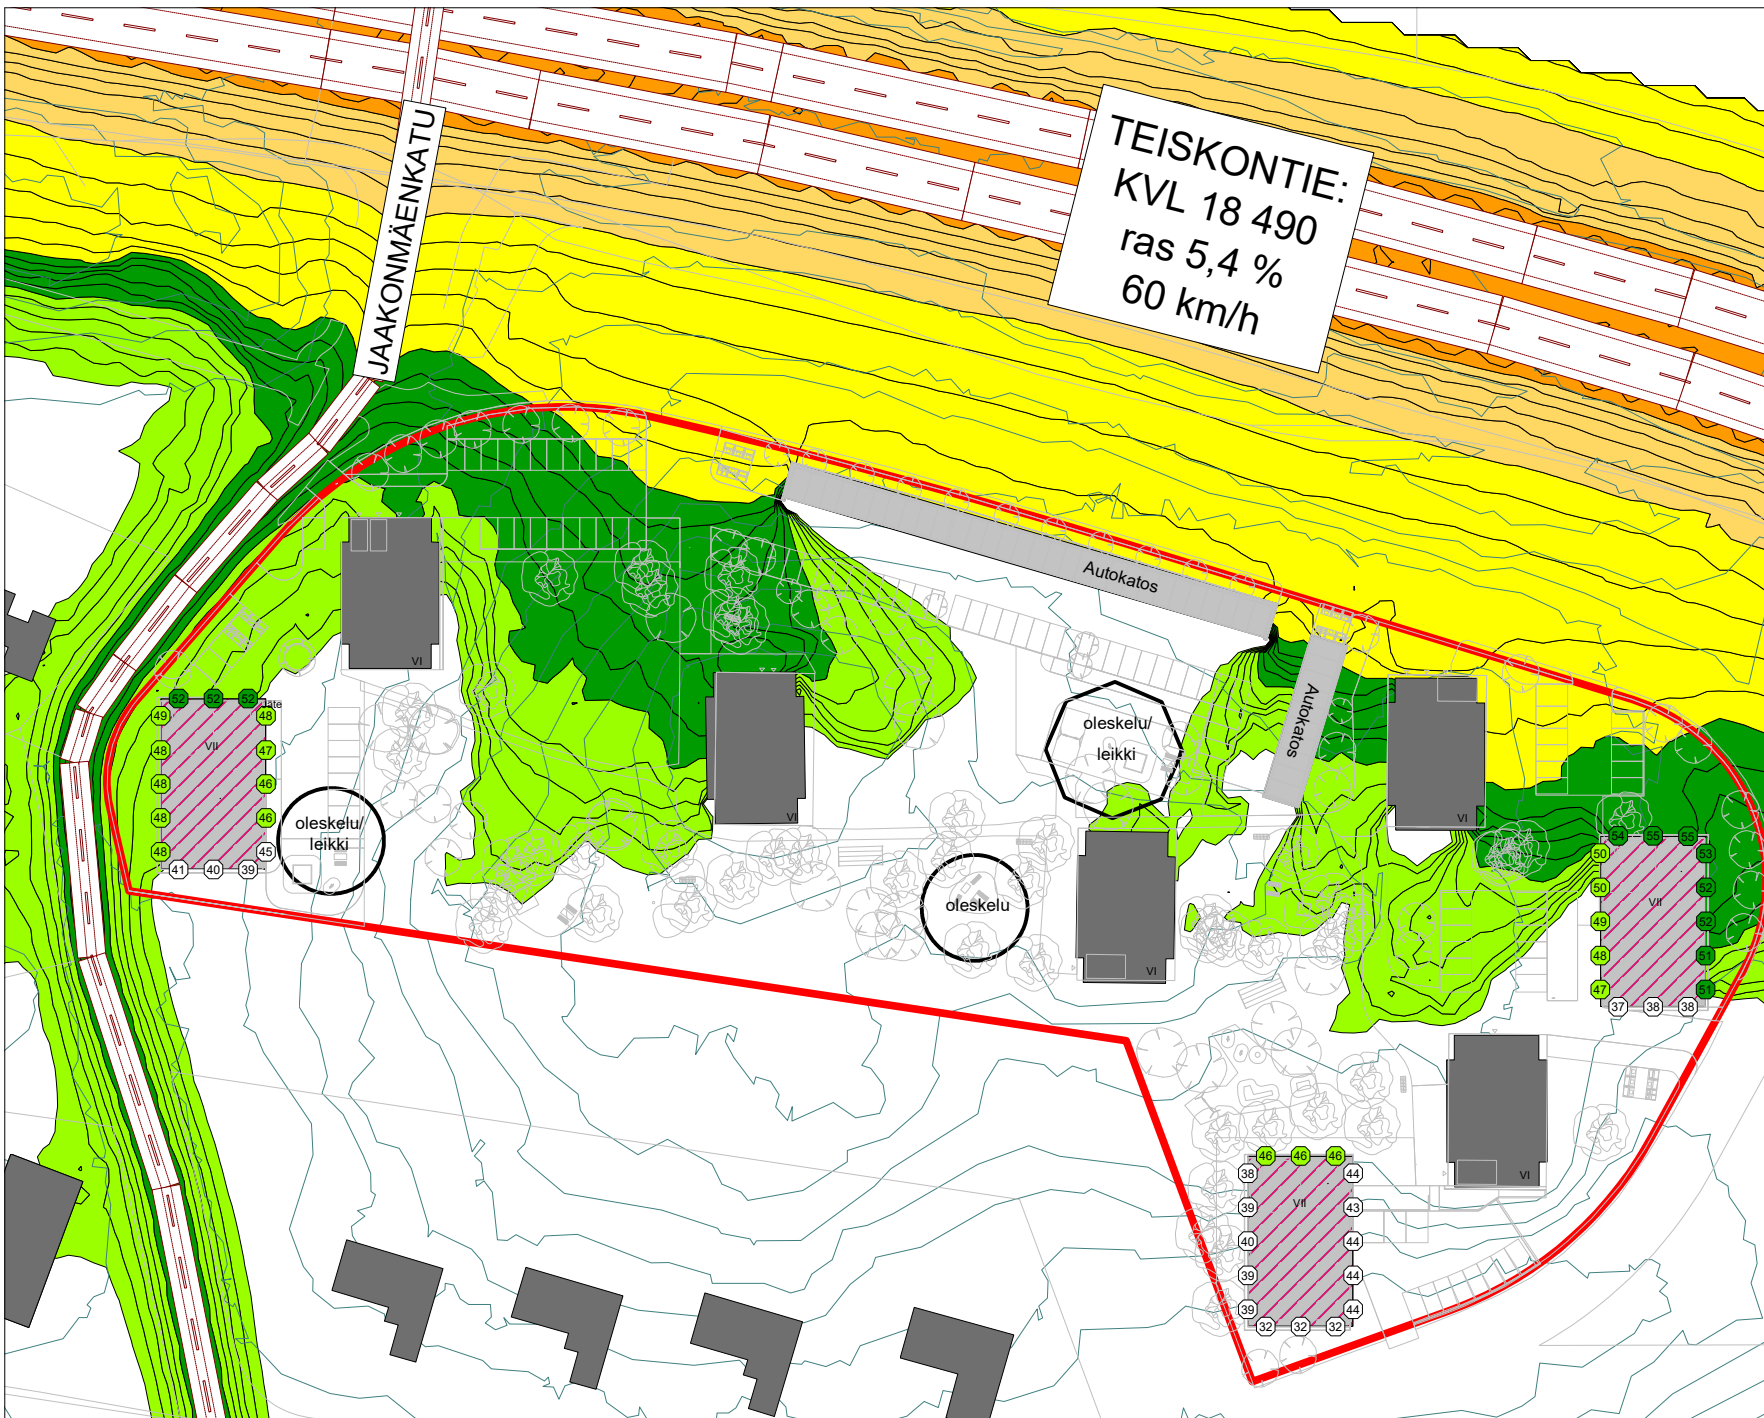 JAAKONMÄENKATU
TEISKONTIE:
KVL 18 490
ras 5,4 %
60 km/h
Autokatos
Autokatos
VI
VI
VI
VI
VI
oleskelu/
leikki
oleskelu/
leikki
oleskelu
52 52 52
Jäte
49 48
VII
48 47
48 46
48 46
48 45
41 40 39
54 55 55
50 53
50 52
VII
49 52
48 51
47 51
37 38 38
46 46 46
38 44
VII
39 43
40 44
39 44
39 44
32 32 32